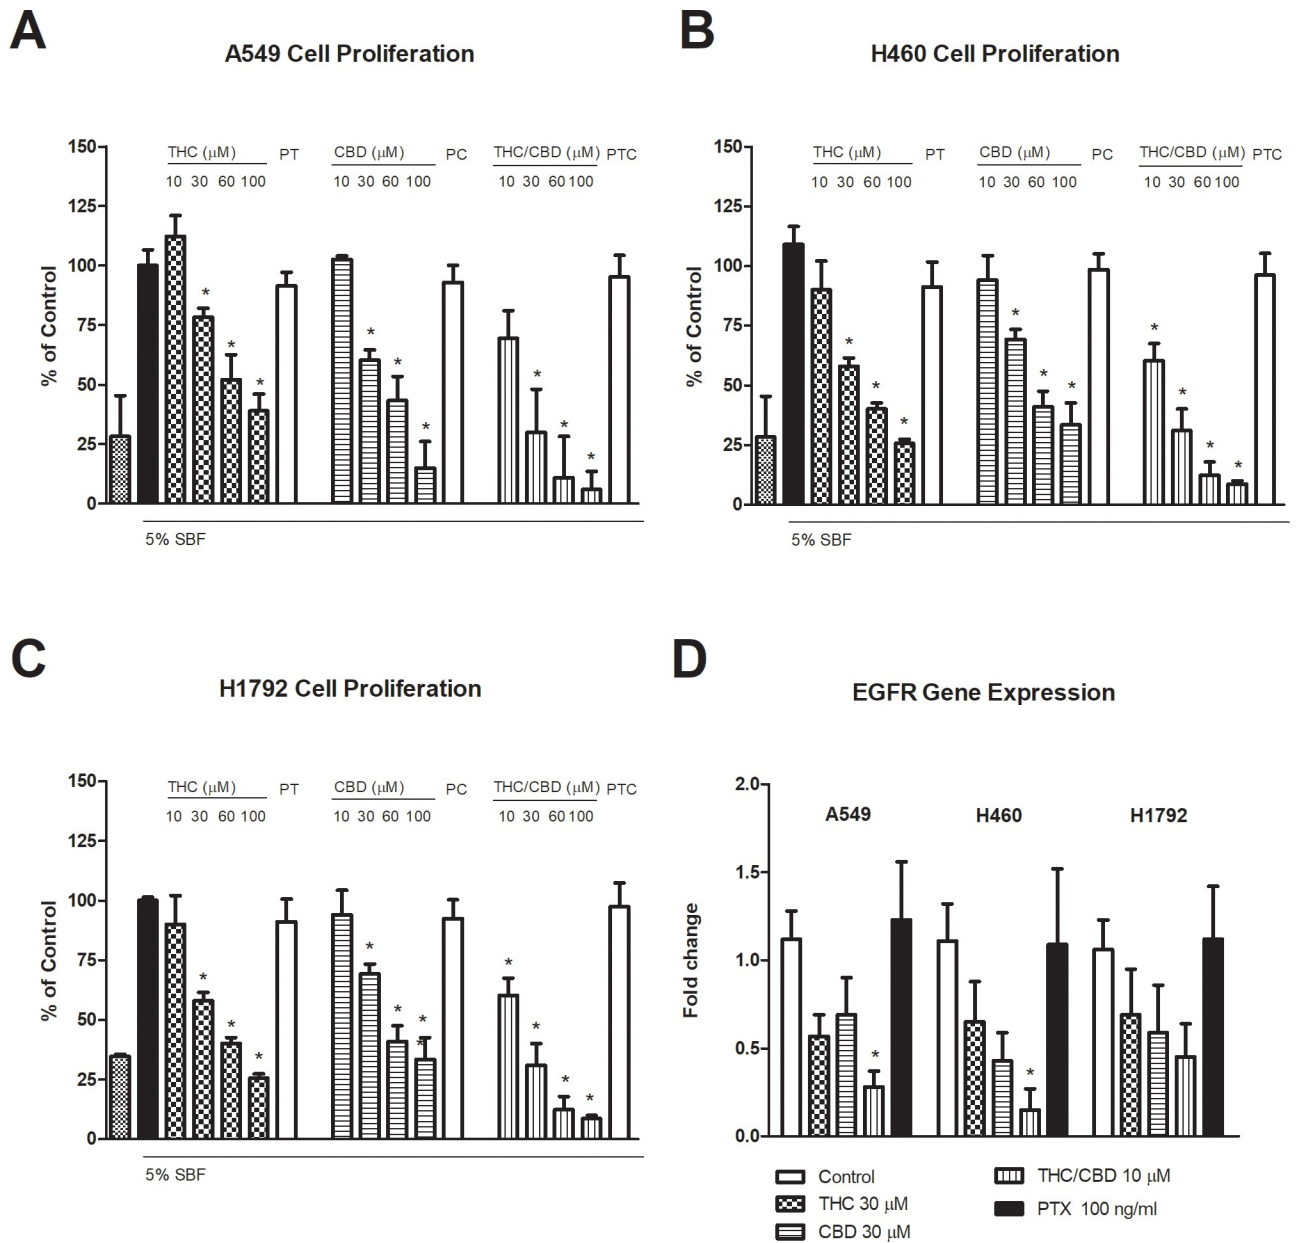 A
A549 Cell Proliferation
% of Control
150
125
100
75
50
25
0
THC (μM) PT CBD (μM) PC THC/CBD (μM) PTC
10 30 60 100 10 30 60 100 10 30 60 100
* * * * * * * * *
5% SBF
B
H460 Cell Proliferation
% of Control
150
125
100
75
50
25
0
THC (μM) PT CBD (μM) PC THC/CBD (μM) PTC
10 30 60 100 10 30 60 100 10 30 60 100
* * * * * * * * * *
5% SBF
C
H1792 Cell Proliferation
% of Control
150
125
100
75
50
25
0
THC (μM) PT CBD (μM) PC THC/CBD (μM) PTC
10 30 60 100 10 30 60 100 10 30 60 100
* * * * * * * * * * *
5% SBF
D
EGFR Gene Expression
Fold change
2.0
1.5
1.0
0.5
0.0
A549 H460 H1792
* *
Control
THC 30 μM
CBD 30 μM
THC/CBD 10 μM
PTX 100 ng/ml